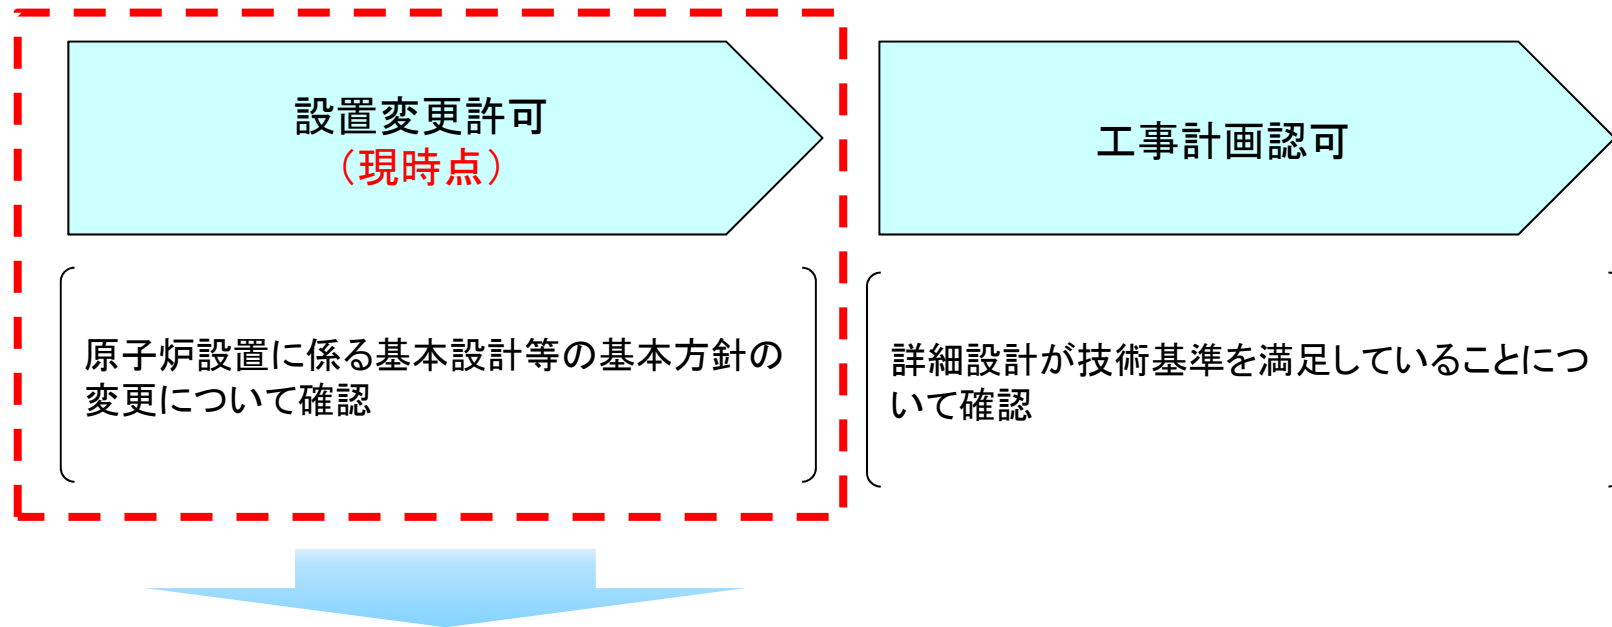 設置変更許可
（現時点）
工事計画認可
原子炉設置に係る基本設計等の基本方針の
変更について確認
詳細設計が技術基準を満足していることにつ
いて確認